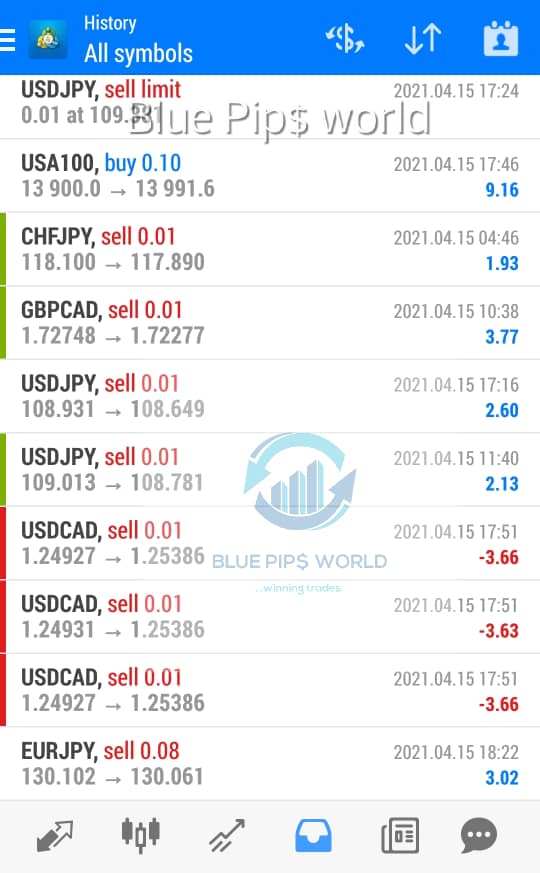 History
All symbols
USDJPY, sell limit 2021.04.15 17:24
0.01 at 109.331
Blue Pip$ world
USA100, buy 0.10 2021.04.15 17:46
13 900.0 → 13 991.6 9.16
CHFJPY, sell 0.01 2021.04.15 04:46
118.100 → 117.890 1.93
GBPCAD, sell 0.01 2021.04.15 10:38
1.72748 → 1.72277 3.77
USDJPY, sell 0.01 2021.04.15 17:16
108.931 → 108.649 2.60
USDJPY, sell 0.01 2021.04.15 11:40
109.013 → 108.781 2.13
USDCAD, sell 0.01 2021.04.15 17:51
1.24927 → 1.25386 -3.66
BLUE PIP$ WORLD
..winning trades.
USDCAD, sell 0.01 2021.04.15 17:51
1.24931 → 1.25386 -3.63
USDCAD, sell 0.01 2021.04.15 17:51
1.24927 → 1.25386 -3.66
EURJPY, sell 0.08 2021.04.15 18:22
130.102 → 130.061 3.02